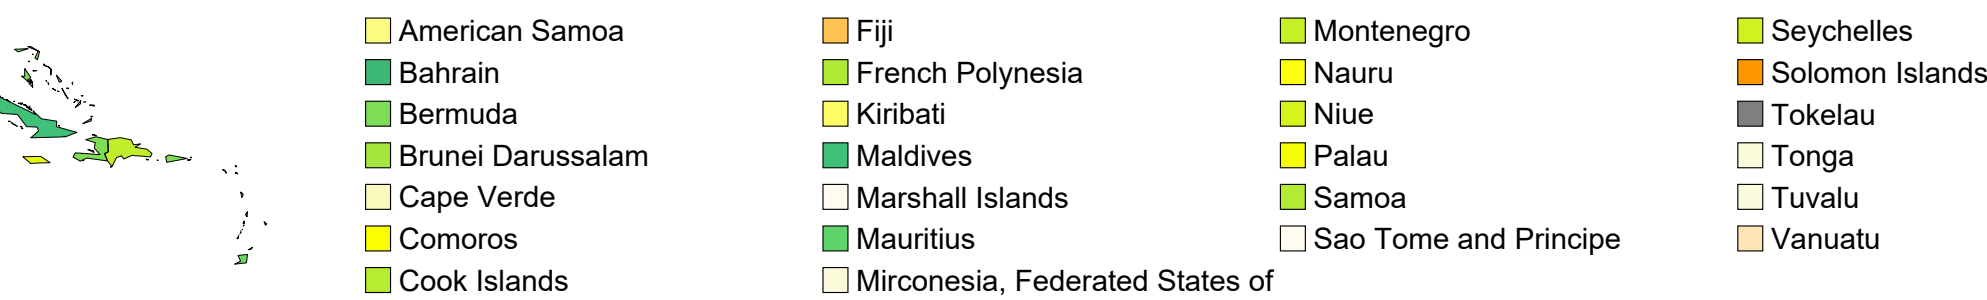 American Samoa
Bahrain
Bermuda
Brunei Darussalam
Cape Verde
Comoros
Cook Islands
Fiji
French Polynesia
Kiribati
Maldives
Marshall Islands
Mauritius
Mirconesia, Federated States of
Montenegro
Nauru
Niue
Palau
Samoa
Sao Tome and Principe
Seychelles
Solomon Islands
Tokelau
Tonga
Tuvalu
Vanuatu